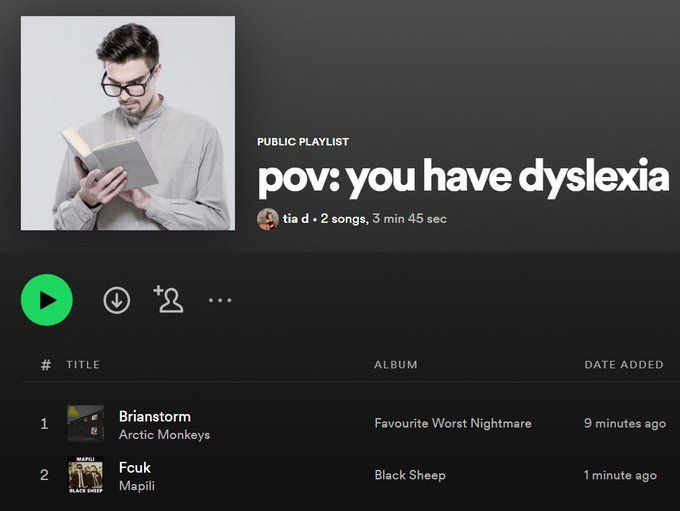 PUBLIC PLAYLIST
pov: you have dyslexia
tia d • 2 songs, 3 min 45 sec
# TITLE ALBUM DATE ADDED
1 Brianstorm Favourite Worst Nightmare 9 minutes ago
Arctic Monkeys
MAPILI
2 Fcuk Black Sheep 1 minute ago
Mapili
BLACK SHEEP